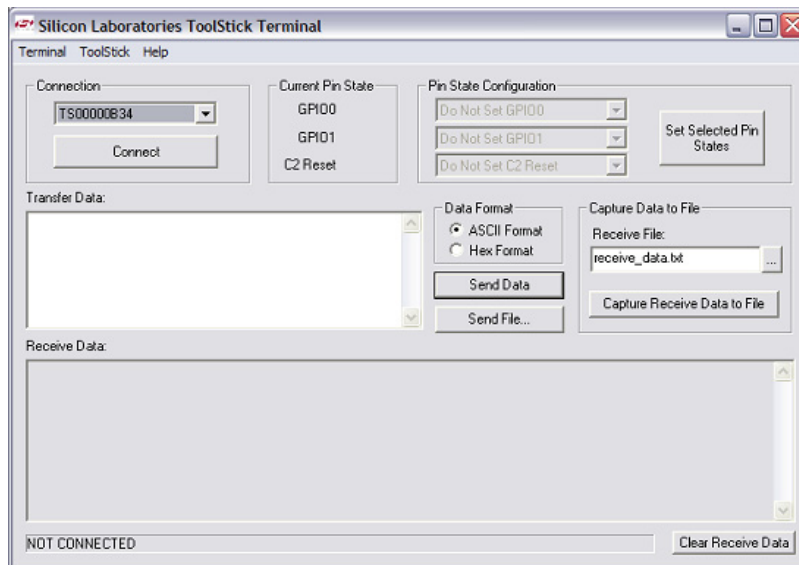 Silicon Laboratories ToolStick Terminal
Terminal ToolStick Help
Connection
TS00000B34
Connect
Current Pin State
GPIO0
GPIO1
C2 Reset
Pin State Configuration
Do Not Set GPIO0
Do Not Set GPIO1
Do Not Set C2 Reset
Set Selected Pin
States
Transfer Data:
Data Format
ASCII Format
Hex Format
Send Data
Send File...
Capture Data to File
Receive File:
receive_data.txt
...
Capture Receive Data to File
Receive Data:
NOT CONNECTED
Clear Receive Data